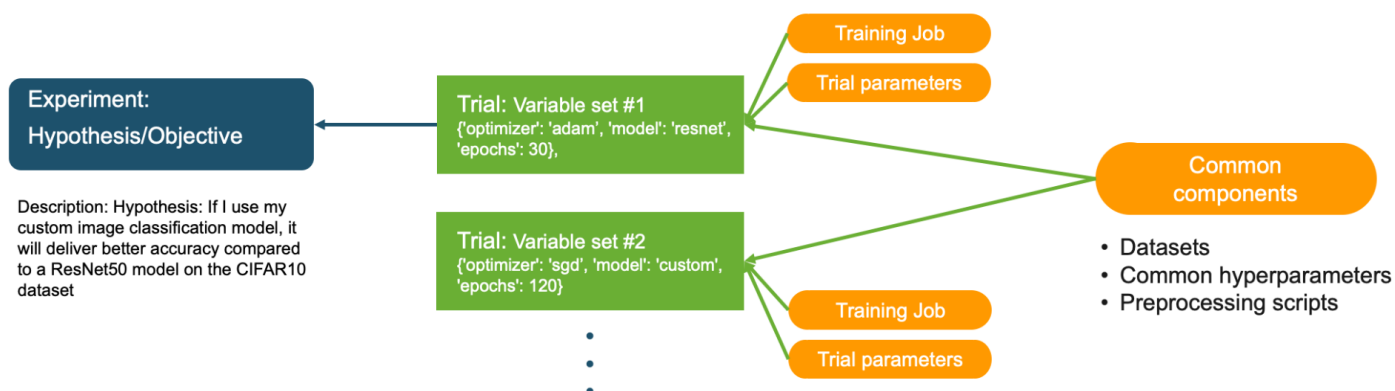 Experiment:
Hypothesis/Objective
Description: Hypothesis: If I use my
custom image classification model, it
will deliver better accuracy compared
to a ResNet50 model on the CIFAR10
dataset
Trial: Variable set #1
{'optimizer': 'adam’, 'model': 'resnet’,
'epochs': 30},
Trial: Variable set #2
{'optimizer': 'sgd’, 'model': 'custom’,
'epochs': 120}
Training Job
Trial parameters
Training Job
Trial parameters
Common
components
• Datasets
• Common hyperparameters
• Preprocessing scripts